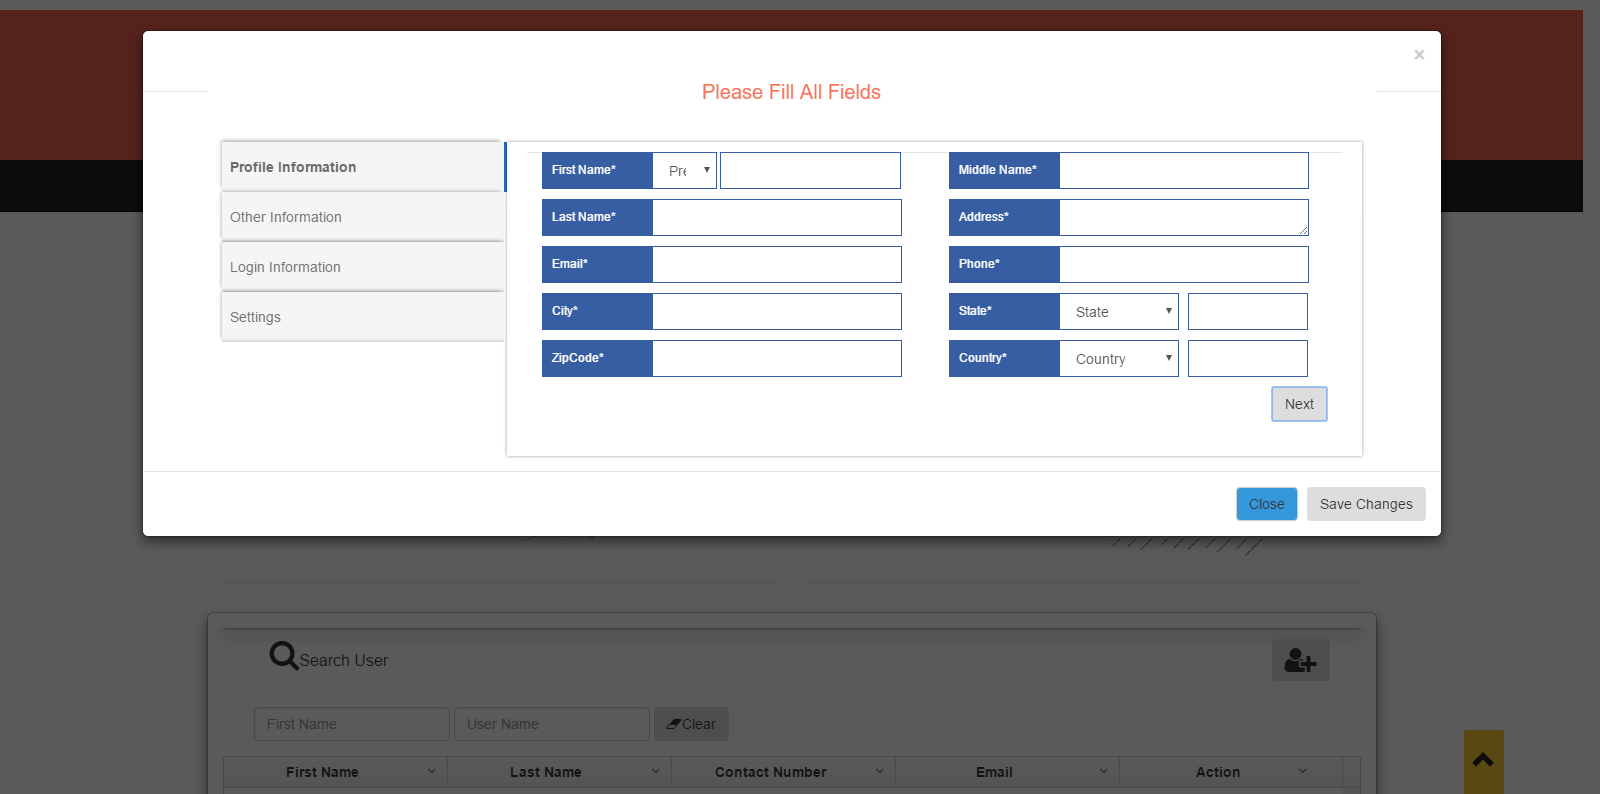 ×
Please Fill All Fields
Profile Information
Other Information
Login Information
Settings
First Name*
Middle Name*
Last Name*
Address*
Email*
Phone*
City*
State* State
ZipCode*
Country* Country
Next
Close Save Changes
Search User
First Name User Name Clear
First Name Last Name Contact Number Email Action